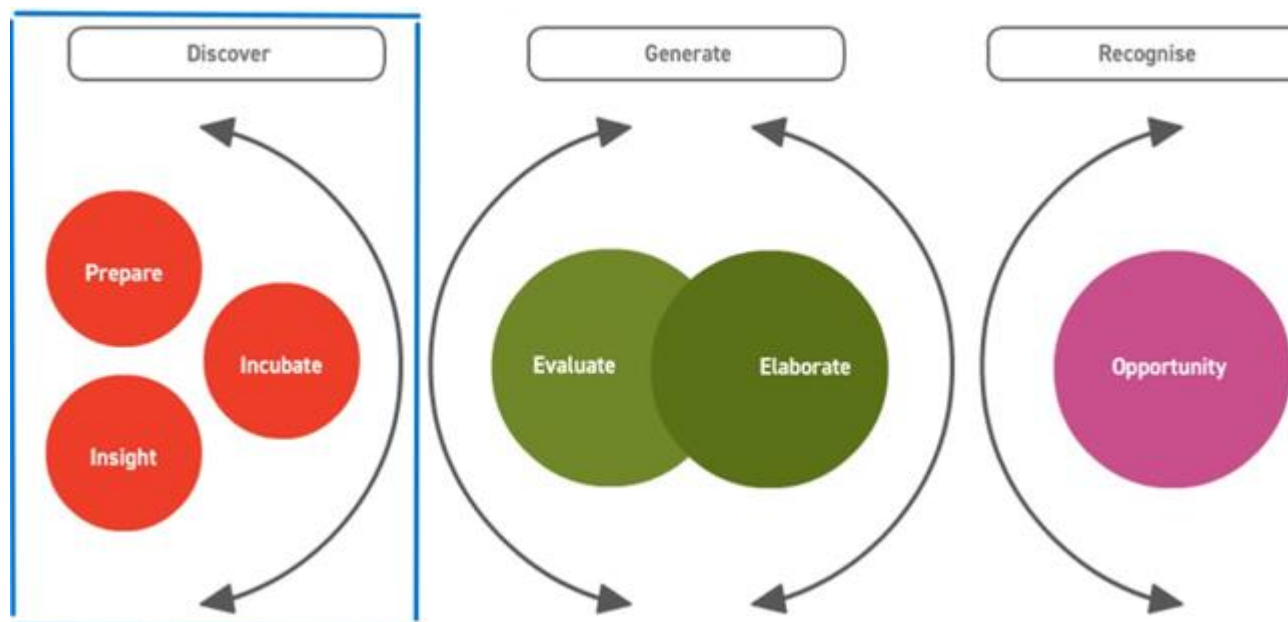 Discover
Generate
Recognise
Prepare
Incubate
Insight
Evaluate
Elaborate
Opportunity